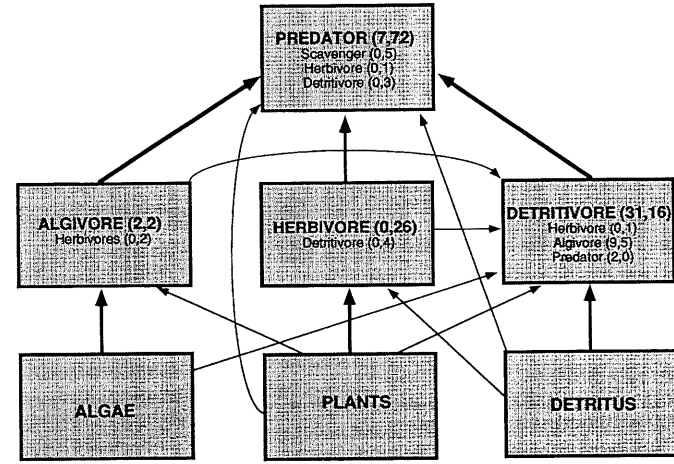 PREDATOR (7,72)
Scavenger (0,5)
Herbivore (0,1)
Detritivore (0,3)
ALGIVORE (2,2)
Herbivores (0,2)
HERBIVORE (0,26)
Detritivore (0,4)
DETRITIVORE (31,16)
Herbivore (0,1)
Algivore (9,5)
Predator (2,0)
ALGAE
PLANTS
DETRITUS